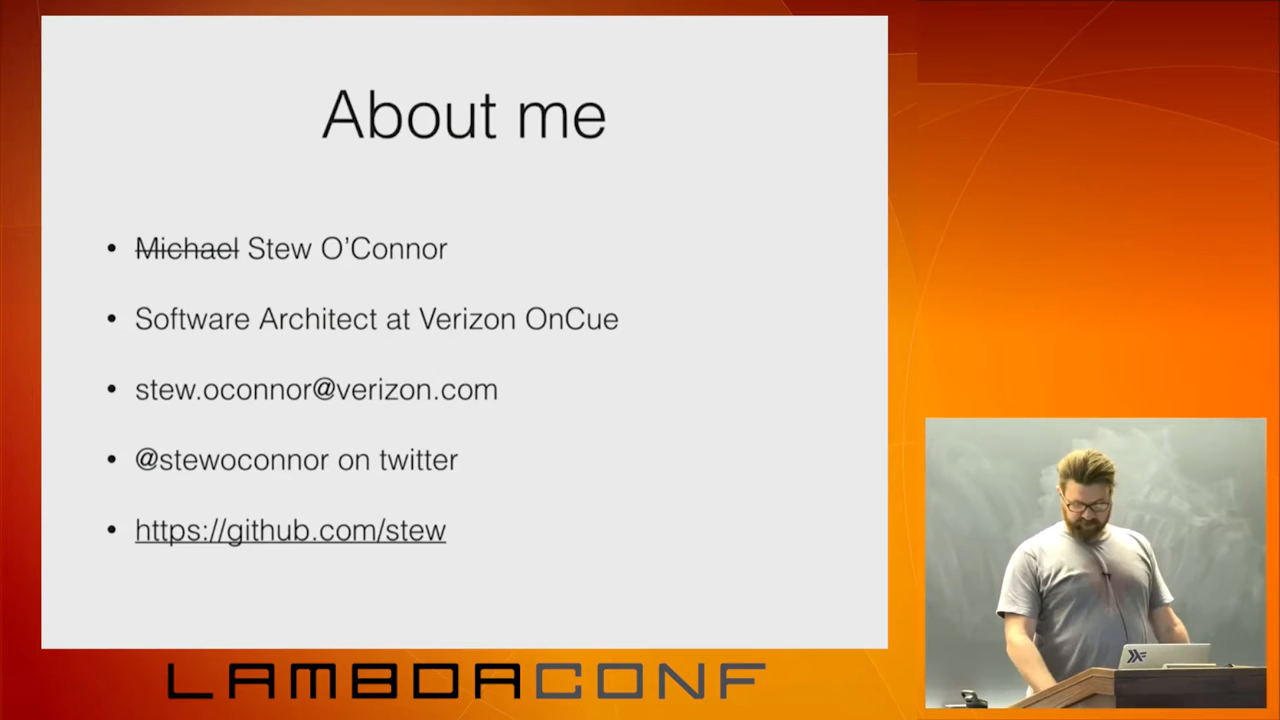 About me
• Michael Stew O’Connor
• Software Architect at Verizon OnCue
• stew.oconnor@verizon.com
• @stewoconnor on twitter
• https://github.com/stew
LAMBDACONF